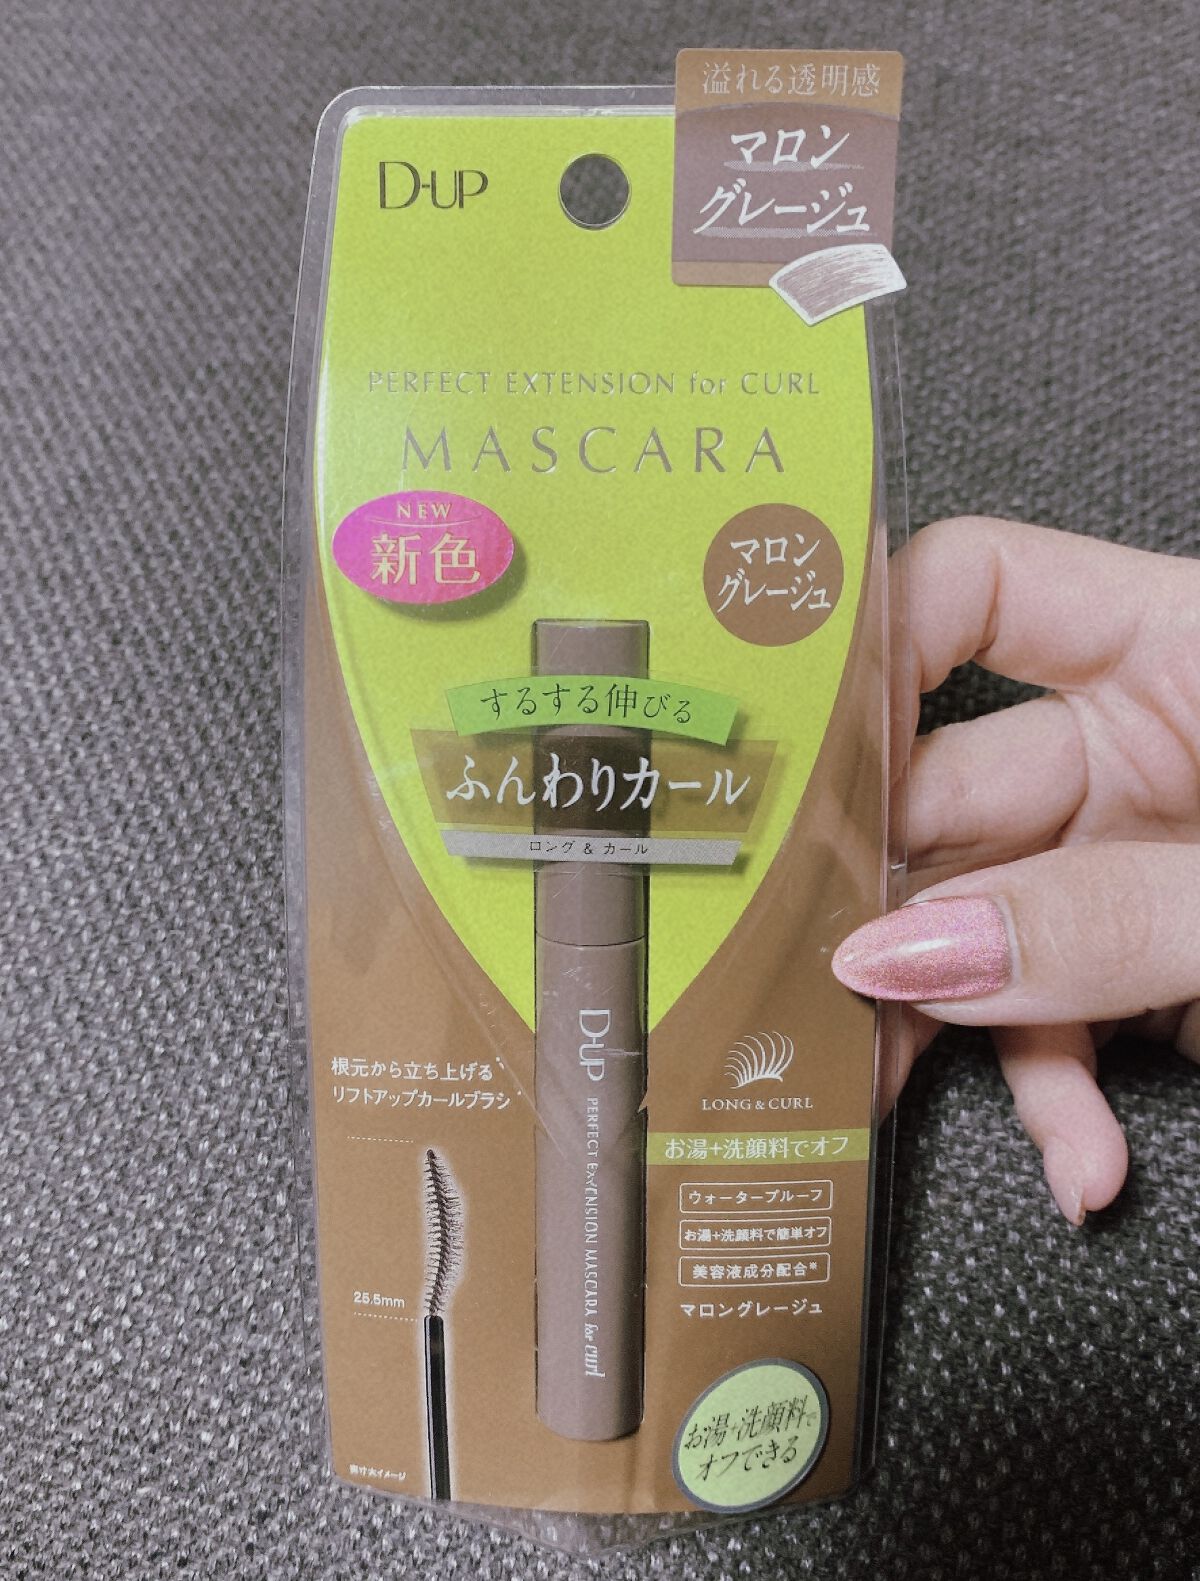 溢れる透明感
マロン
グレージュ
D-UP
PERFECT EXTENSION for CURL
MASCARA
NEW
新色
マロン
グレージュ
するする伸びる
ふんわりカール
ロング & カール
D-UP
PERFECT EXTENSION MASCARA for curl
根元から立ち上げる
リフトアップカールブラシ
25.5mm
実寸大イメージ
LONG & CURL
お湯+洗顔料でオフ
ウォータープルーフ
お湯+洗顔料で簡単オフ
美容液成分配合※
マロングレージュ
お湯+洗顔料で
オフできる